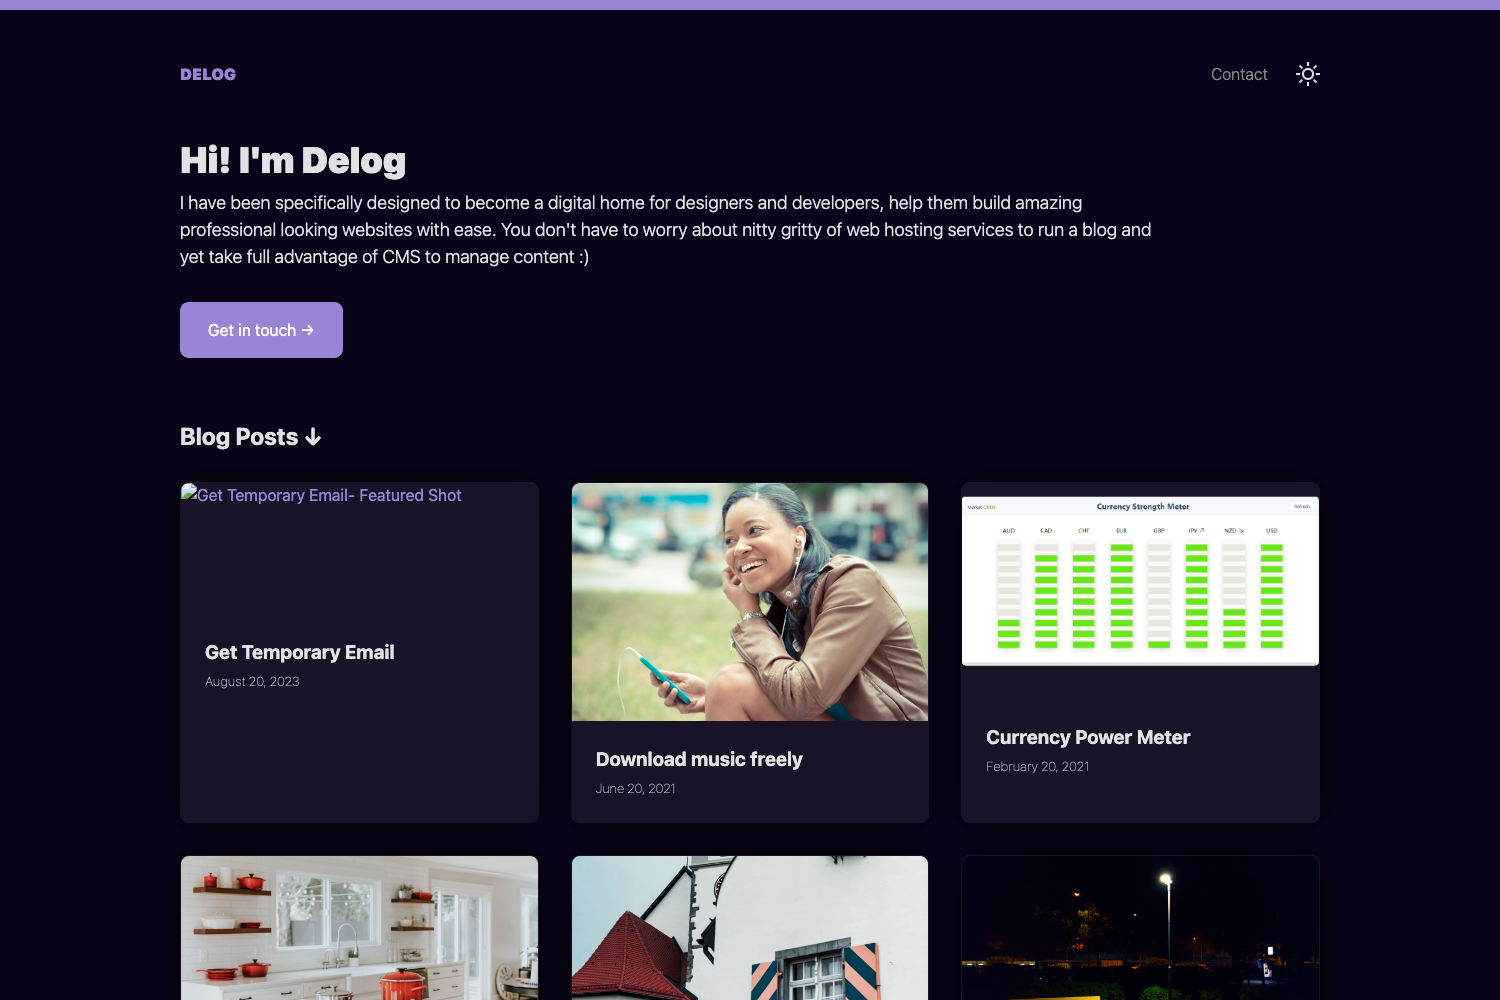 DELOG
Contact
Hi! I'm Delog
I have been specifically designed to become a digital home for designers and developers, help them build amazing
professional looking websites with ease. You don't have to worry about nitty gritty of web hosting services to run a blog and
yet take full advantage of CMS to manage content :)
Get in touch →
Blog Posts ↓
Get Temporary Email- Featured Shot
Get Temporary Email
August 20, 2023
Download music freely
June 20, 2021
Market OPEN
Currency Strength Meter
Refresh
AUD CAD CHF EUR GBP JPY ↗ NZD ↘ USD
Currency Power Meter
February 20, 2021